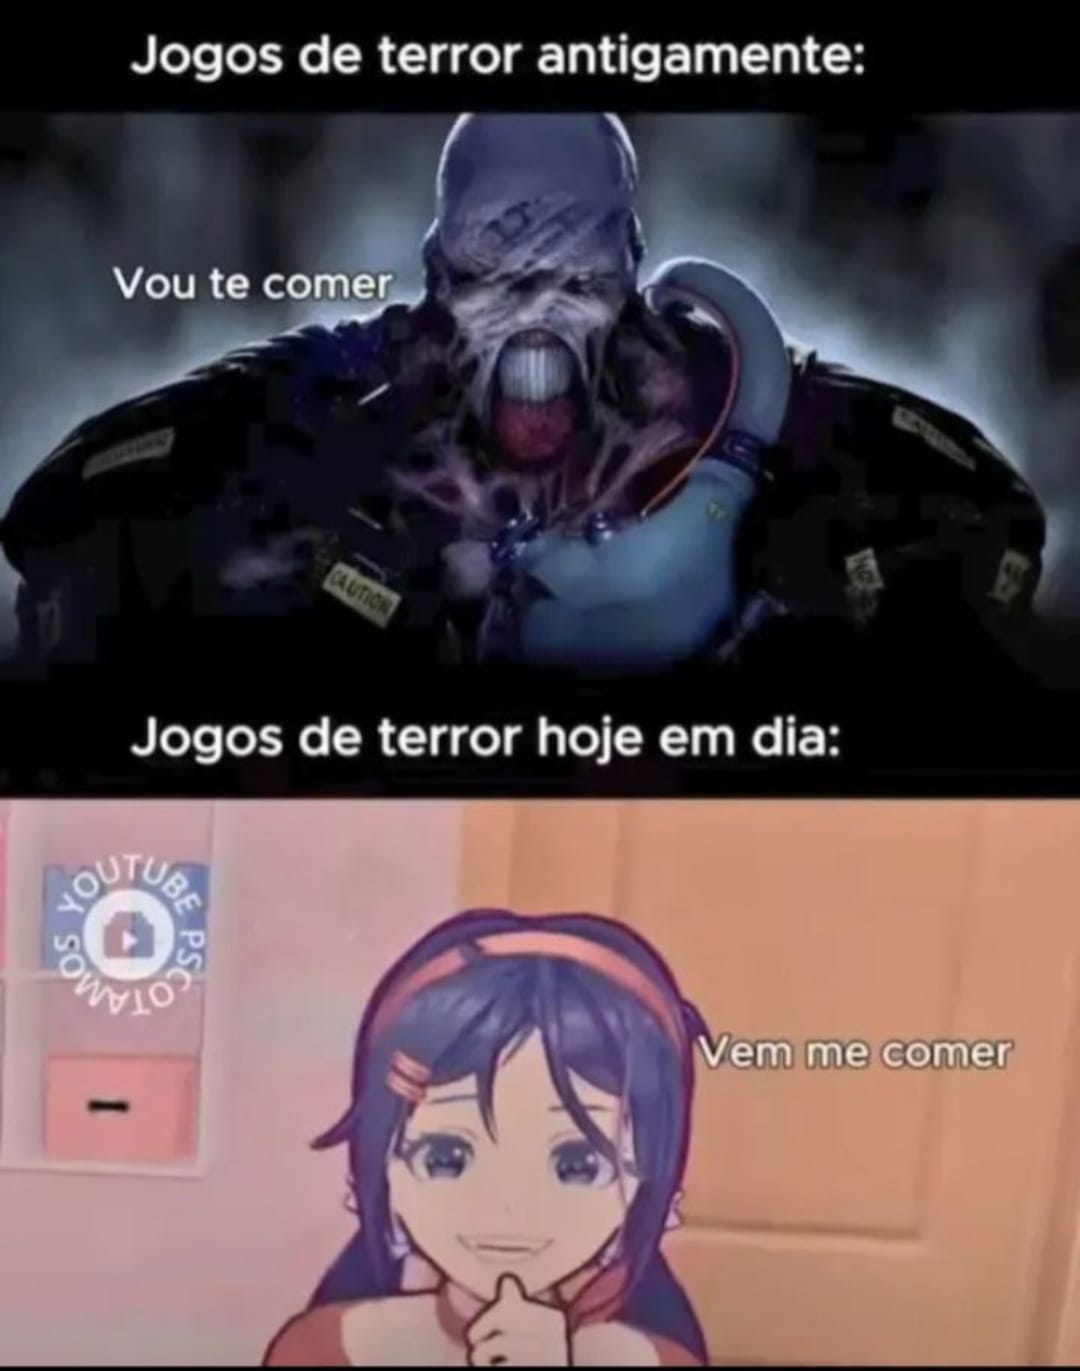 Jogos de terror antigamente:
Vou te comer
CAUTION
Jogos de terror hoje em dia:
YOUTUBE PSCOTAMOS
Vem me comer